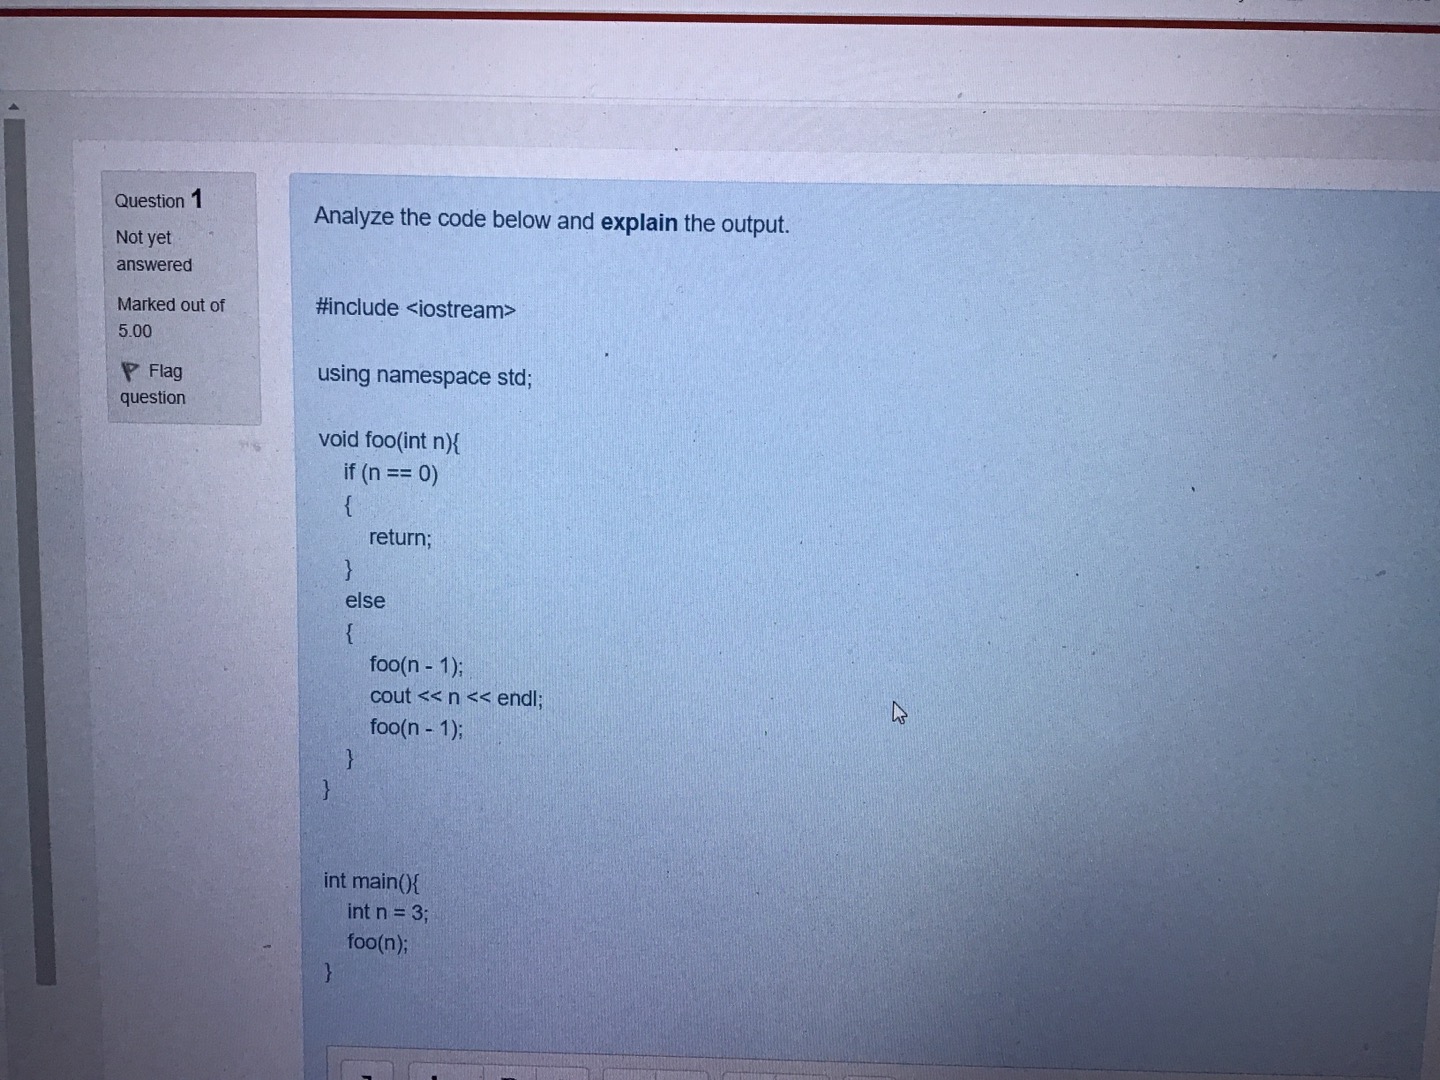 Question 1
Not yet
answered
Marked out of
5.00
Flag
question
Analyze the code below and explain the output.
#include <iostream>
using namespace std;
void foo(int n){
if (n == 0)
{
return;
}
else
{
foo(n - 1);
cout << n << endl;
foo(n - 1);
}
}
int main(){
int n = 3;
foo(n);
}